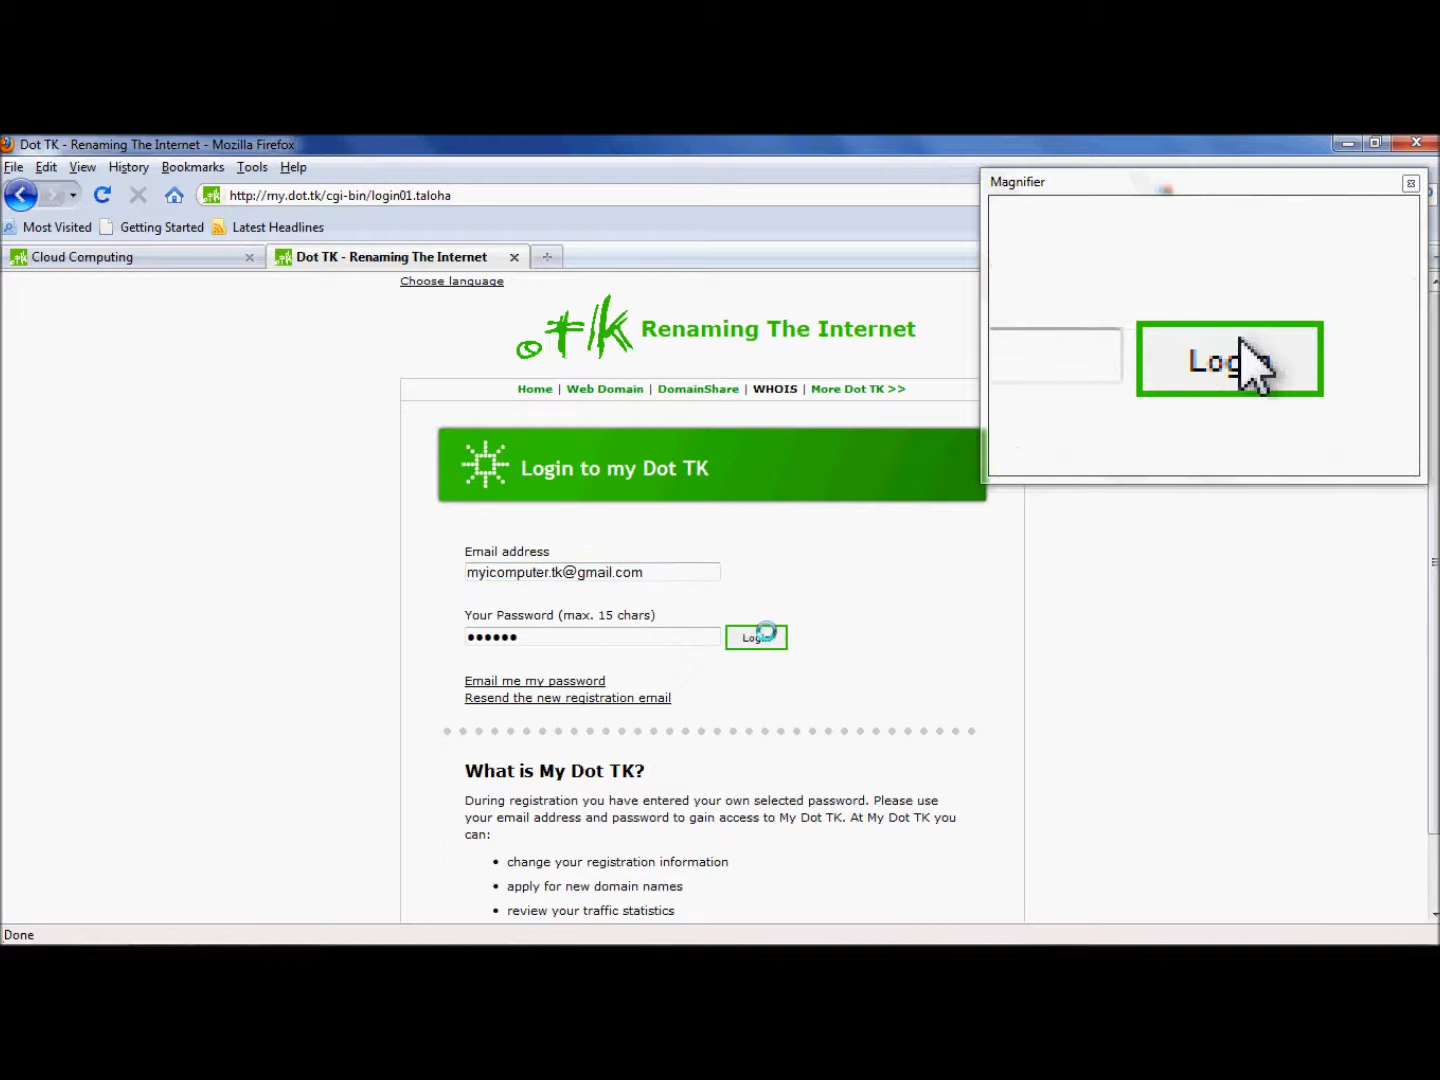 Dot TK - Renaming The Internet - Mozilla Firefox
File Edit View History Bookmarks Tools Help
http://my.dot.tk/cgi-bin/login01.taloha
Most Visited Getting Started Latest Headlines
Cloud Computing
Dot TK - Renaming The Internet
Magnifier
Login
Choose language
.tk Renaming The Internet
Home | Web Domain | DomainShare | WHOIS | More Dot TK >>
Login to my Dot TK
Email address
myicomputer.tk@gmail.com
Your Password (max. 15 chars)
●●●●●●
Login
Email me my password
Resend the new registration email
What is My Dot TK?
During registration you have entered your own selected password. Please use
your email address and password to gain access to My Dot TK. At My Dot TK you
can:
• change your registration information
• apply for new domain names
• review your traffic statistics
Done